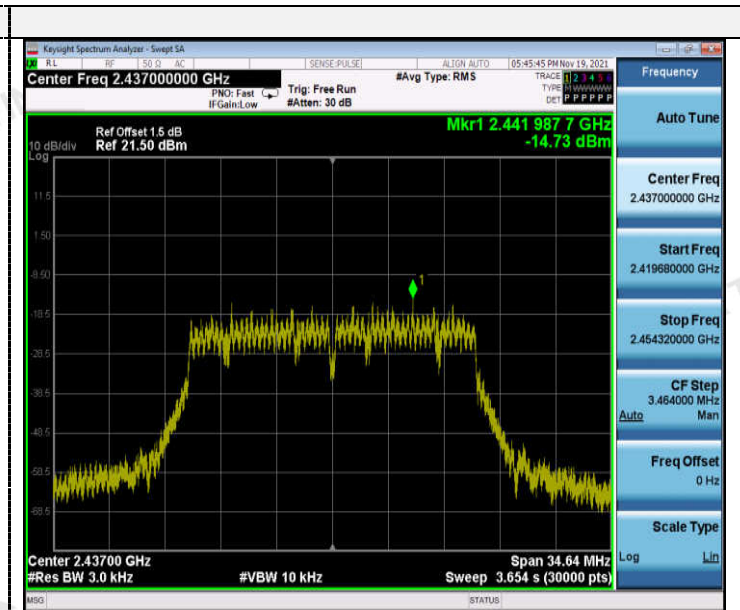 Keysight Spectrum Analyzer - Swept SA
LXI RL RF 50 Ω AC SENSE:PULSE ALIGN AUTO 05:45:45 PM Nov 19, 2021
Center Freq 2.437000000 GHz #Avg Type: RMS TRACE 1 2 3 4 5 6
PNO: Fast Trig: Free Run TYPE M WWWWW
IFGain:Low #Atten: 30 dB DET P P P P P P
Frequency
Auto Tune
Center Freq
2.437000000 GHz
Start Freq
2.419680000 GHz
Stop Freq
2.454320000 GHz
CF Step
3.464000 MHz
Auto Man
Freq Offset
0 Hz
Scale Type
Log Lin
Mkr1 2.441 987 7 GHz
-14.73 dBm
Ref Offset 1.5 dB
10 dB/div Ref 21.50 dBm
Log
11.5
1.50
-8.50
1
-18.5
-28.5
-38.5
-48.5
-58.5
-68.5
Center 2.43700 GHz Span 34.64 MHz
#Res BW 3.0 kHz #VBW 10 kHz Sweep 3.654 s (30000 pts)
MSG STATUS